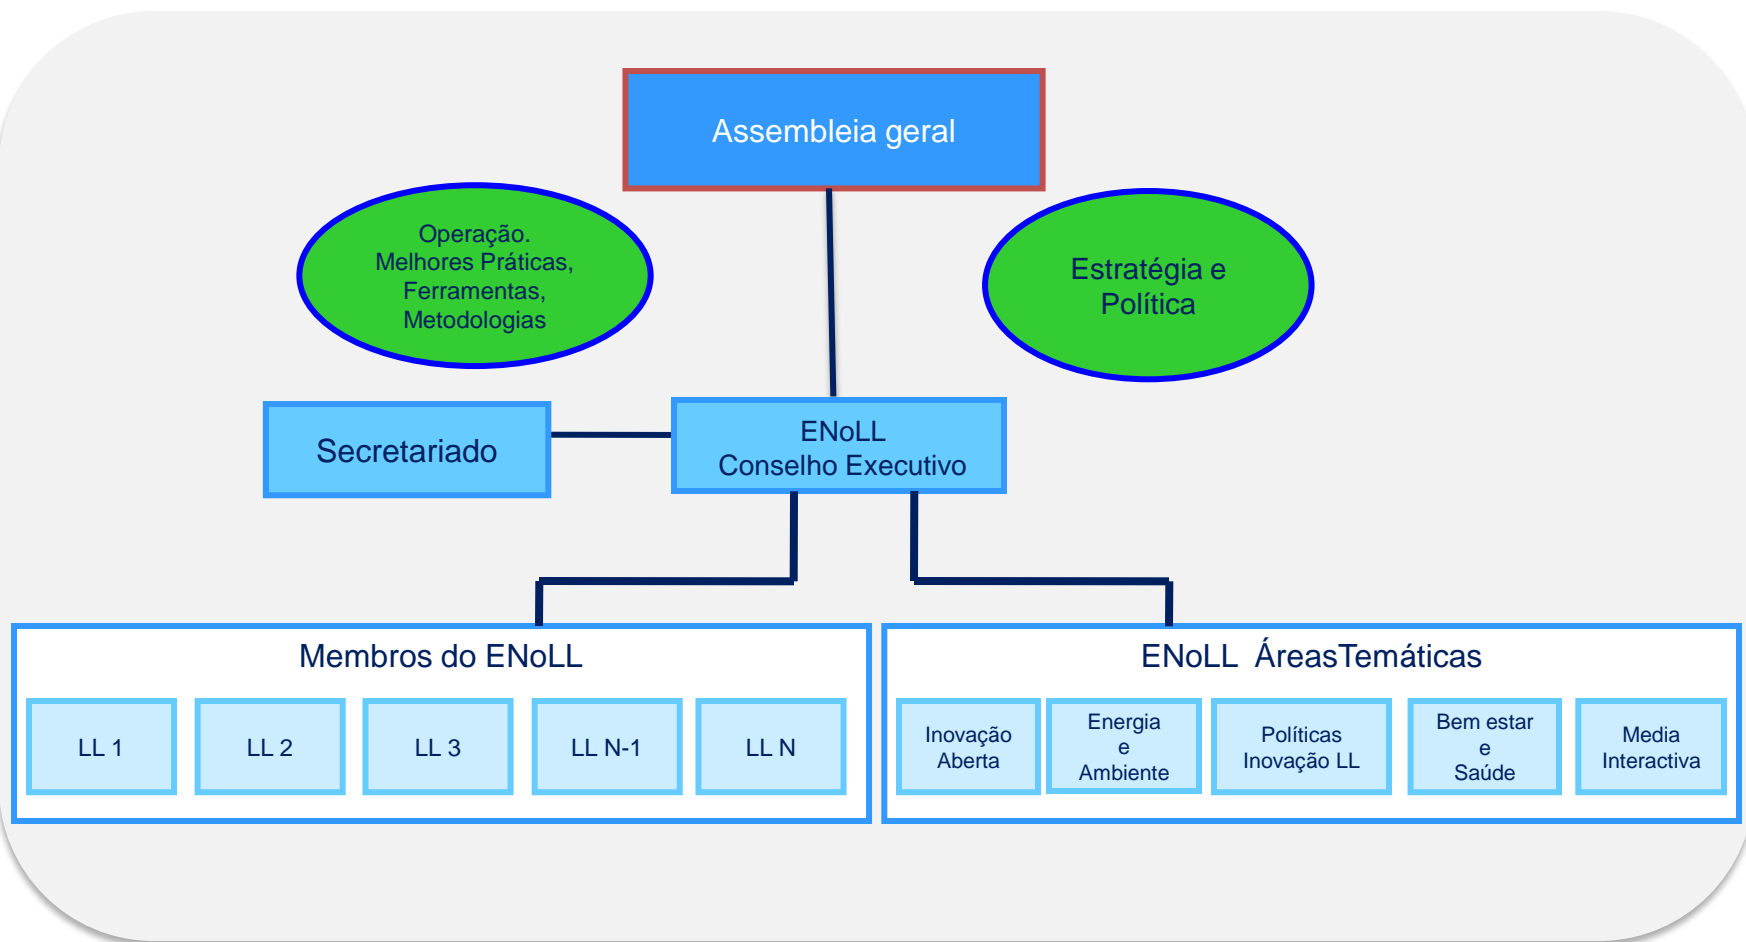 Assembleia geral
Operação.
Melhores Práticas,
Ferramentas,
Metodologias
Estratégia e
Política
Secretariado
ENoLL
Conselho Executivo
Membros do ENoLL
LL 1
LL 2
LL 3
LL N-1
LL N
ENoLL ÁreasTemáticas
Inovação
Aberta
Energia
e
Ambiente
Políticas
Inovação LL
Bem estar
e
Saúde
Media
Interactiva